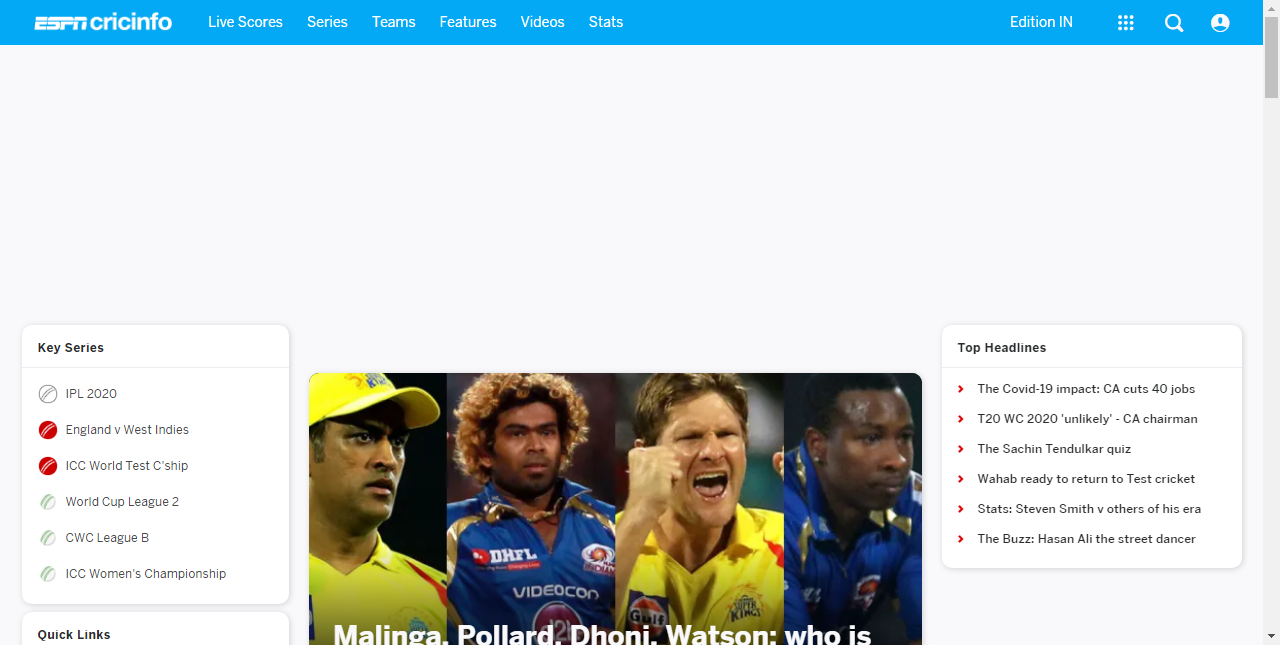 ESPN cricinfo
Live Scores
Series
Teams
Features
Videos
Stats
Edition IN
Key Series
IPL 2020
England v West Indies
ICC World Test C'ship
World Cup League 2
CWC League B
ICC Women's Championship
Quick Links
KINGS
DHFL
Changing Lives
VIDEOCON
Gulf
SUPER
KINGS
Malinga, Pollard, Dhoni, Watson: who is
Top Headlines
The Covid-19 impact: CA cuts 40 jobs
T20 WC 2020 'unlikely' - CA chairman
The Sachin Tendulkar quiz
Wahab ready to return to Test cricket
Stats: Steven Smith v others of his era
The Buzz: Hasan Ali the street dancer